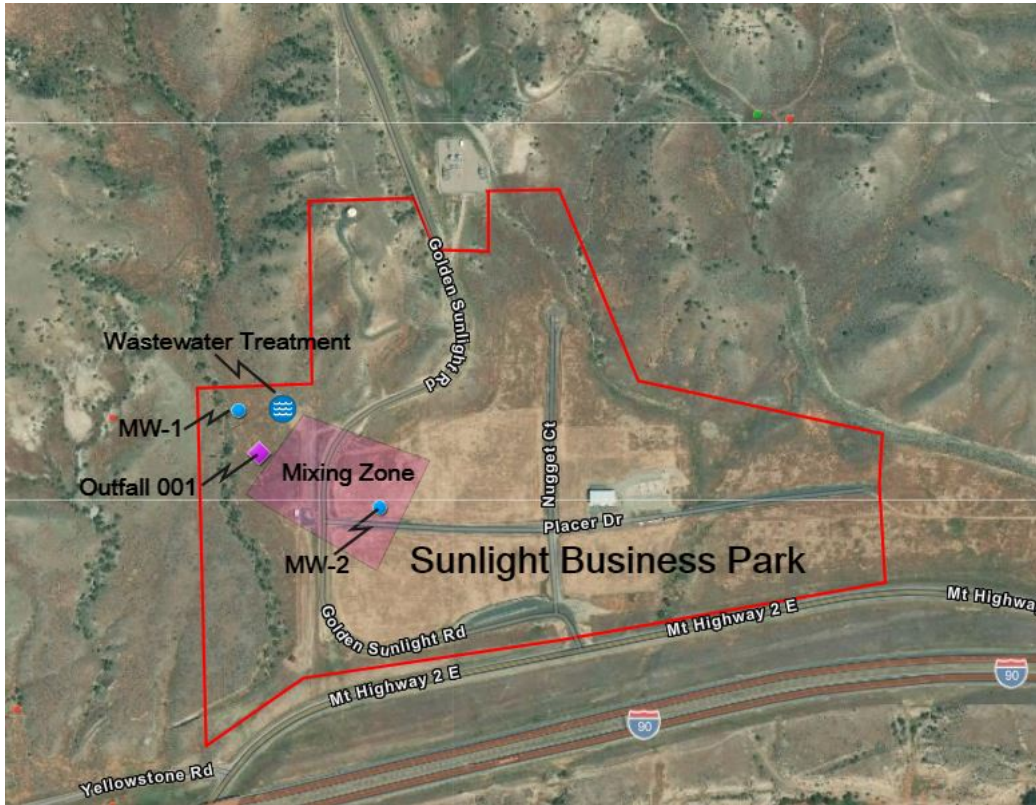 Golden Sunlight Rd
Wastewater Treatment
MW-1
Outfall 001
Mixing Zone
Nugget Ct
MW-2
Placer Dr
Sunlight Business Park
Golden Sunlight Rd
Mt Highway 2 E
Mt Highwa
Mt Highway 2 E
90
90
Yellowstone Rd